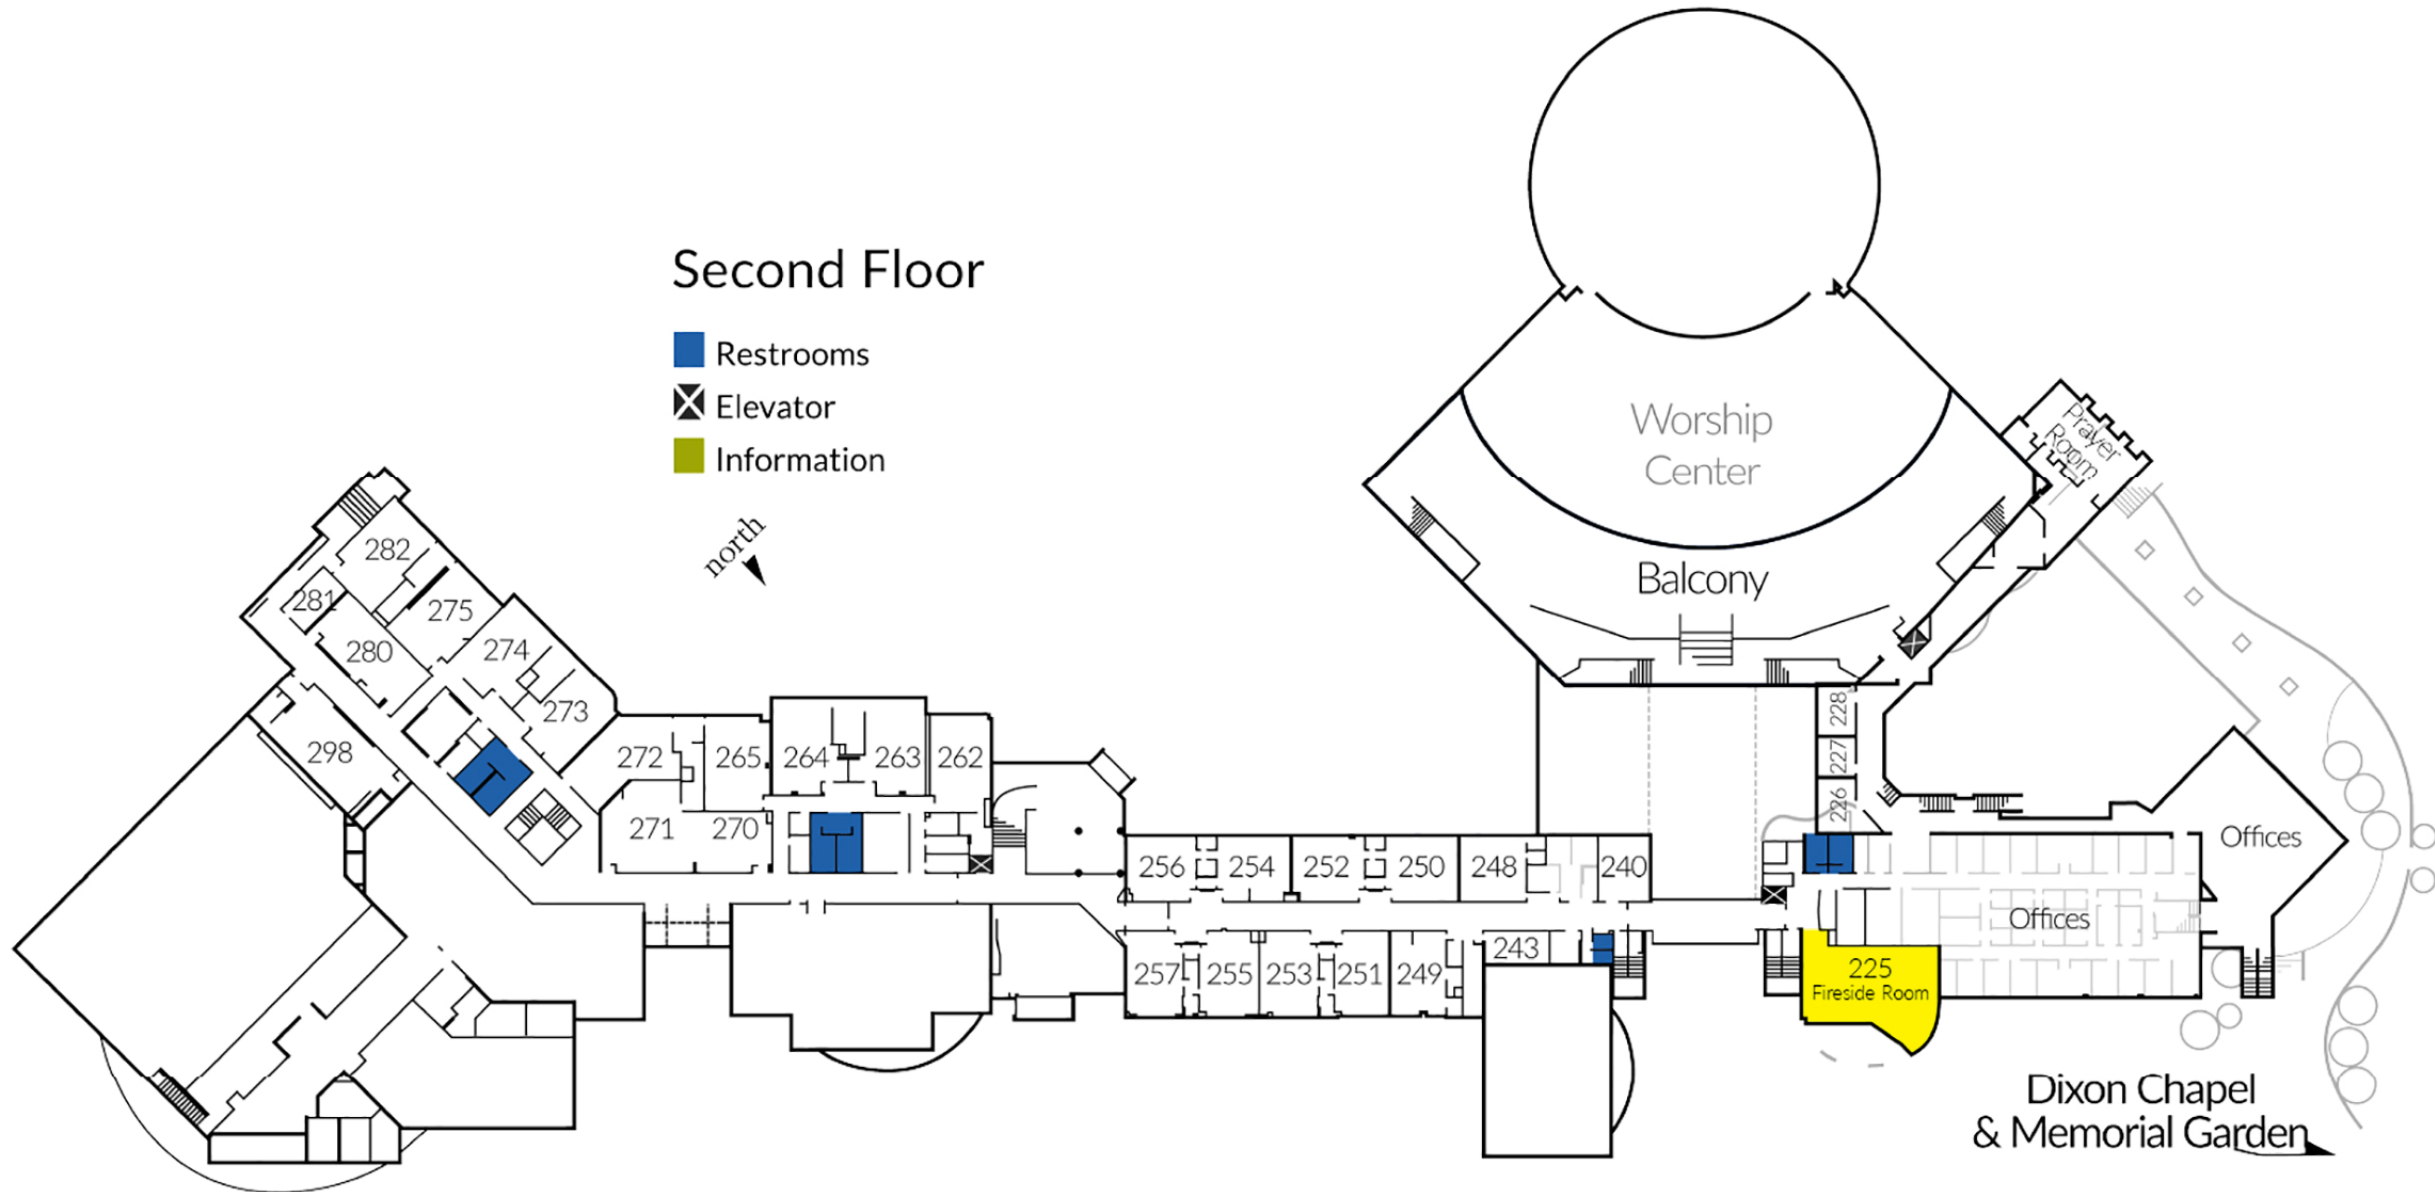 Second Floor
Restrooms
Elevator
Information
north
Worship
Center
Balcony
Prayer
Room
282
281
275
280
274
273
298
272
265
264
263
262
271
270
256
254
252
250
248
240
257
255
253
251
249
243
228
227
226
Offices
Offices
225
Fireside Room
Dixon Chapel
& Memorial Garden